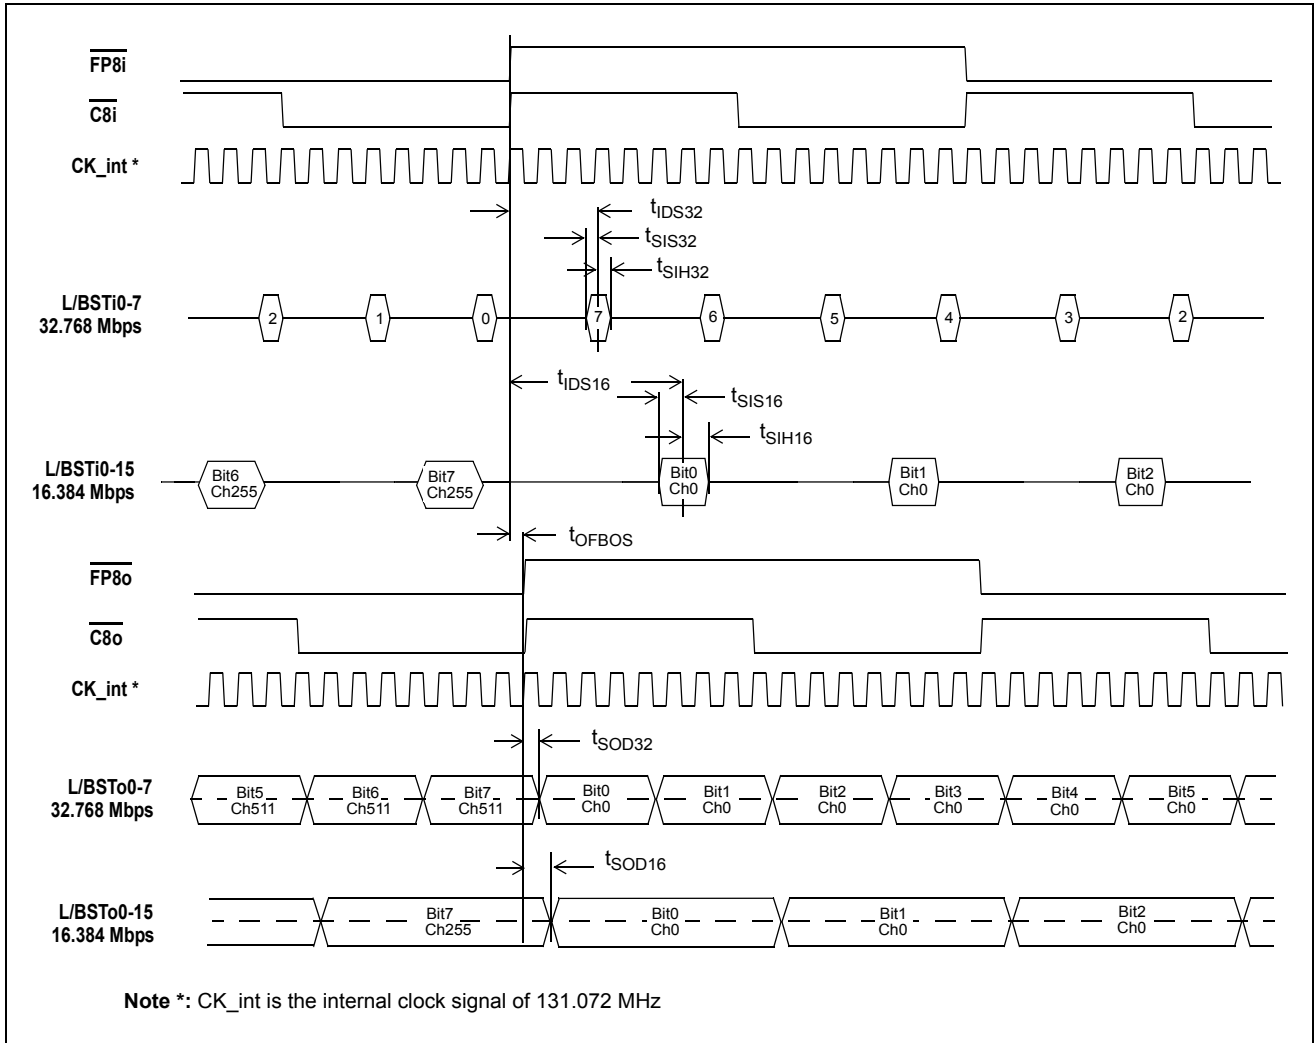 FP8i
C8i
CK_int *
tIDS32
tSIS32
tSIH32
L/BSTi0-7
32.768 Mbps
2 1 0 7 6 5 4 3 2
tIDS16
tSIS16
tSIH16
L/BSTi0-15
16.384 Mbps
Bit6 Bit7 Bit0 Bit1 Bit2
Ch255 Ch255 Ch0 Ch0 Ch0
tOFBOS
FP8o
C8o
CK_int *
tSOD32
L/BSTo0-7
32.768 Mbps
Bit5 Bit6 Bit7 Bit0 Bit1 Bit2 Bit3 Bit4 Bit5
Ch511 Ch511 Ch511 Ch0 Ch0 Ch0 Ch0 Ch0 Ch0
tSOD16
L/BSTo0-15
16.384 Mbps
Bit7 Bit0 Bit1 Bit2
Ch255 Ch0 Ch0 Ch0
Note *: CK_int is the internal clock signal of 131.072 MHz